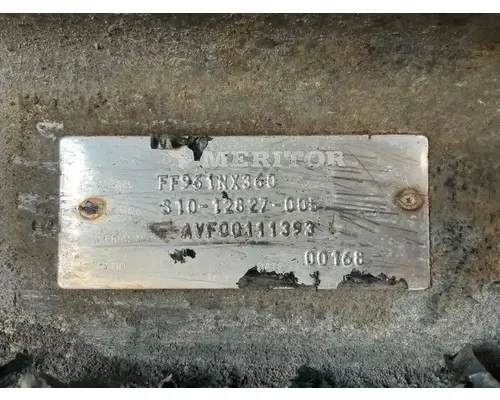 MERITOR
FF961NX360
S10-12827-005
AVF00111393
00168